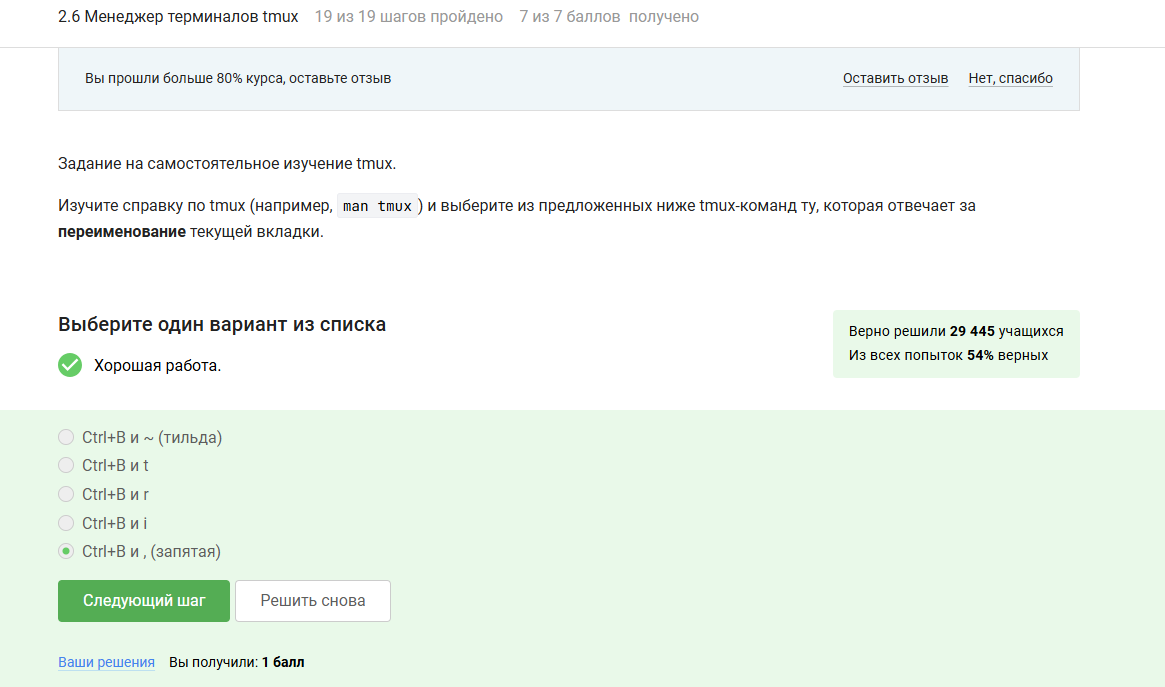 2.6 Менеджер терминалов tmux 19 из 19 шагов пройдено 7 из 7 баллов получено
Вы прошли больше 80% курса, оставьте отзыв Оставить отзыв Нет, спасибо
Задание на самостоятельное изучение tmux.
Изучите справку по tmux (например, man tmux ) и выберите из предложенных ниже tmux-команд ту, которая отвечает за
переименование текущей вкладки.
Выберите один вариант из списка
Верно решили 29 445 учащихся
Из всех попыток 54% верных
Хорошая работа.
Ctrl+B и ~ (тильда)
Ctrl+B и t
Ctrl+B и r
Ctrl+B и i
Ctrl+B и , (запятая)
Следующий шаг Решить снова
Ваши решения Вы получили: 1 балл